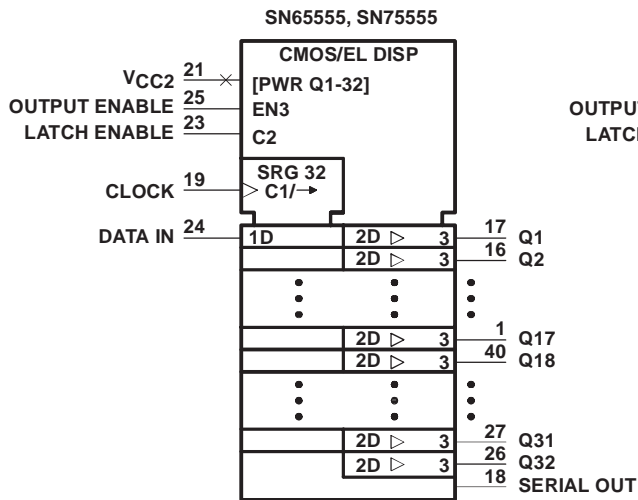 SN65555, SN75555
CMOS/EL DISP
VCC2 21 [PWR Q1-32]
OUTPUT ENABLE 25 EN3
LATCH ENABLE 23 C2
OUTPUT
LATCH
SRG 32
CLOCK 19 C1/→
DATA IN 24 1D 2D ▷ 3 17 Q1
2D ▷ 3 16 Q2
2D ▷ 3 1 Q17
2D ▷ 3 40 Q18
2D ▷ 3 27 Q31
2D ▷ 3 26 Q32
18 SERIAL OUT